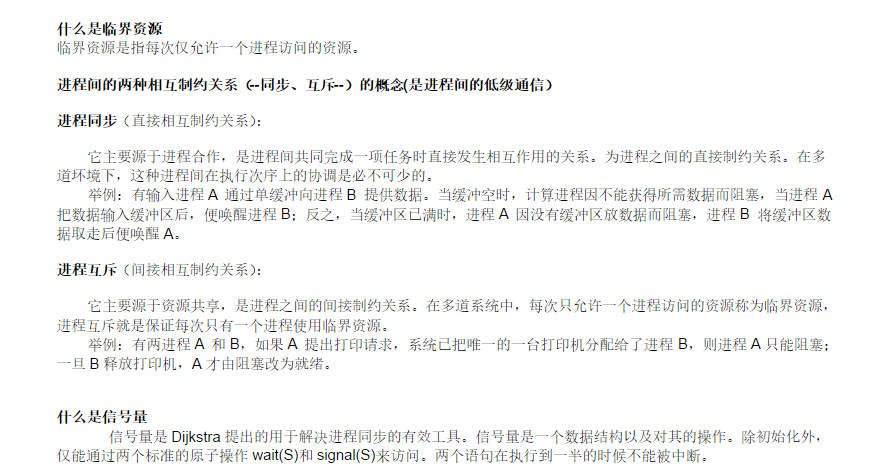 什么是临界资源
临界资源是指每次仅允许一个进程访问的资源。
进程间的两种相互制约关系（--同步、互斥--）的概念(是进程间的低级通信）
进程同步（直接相互制约关系）：
它主要源于进程合作，是进程间共同完成一项任务时直接发生相互作用的关系。为进程之间的直接制约关系。在多
道环境下，这种进程间在执行次序上的协调是必不可少的。
举例：有输入进程 A 通过单缓冲向进程 B 提供数据。当缓冲空时，计算进程因不能获得所需数据而阻塞，当进程 A
把数据输入缓冲区后，便唤醒进程 B；反之，当缓冲区已满时，进程 A 因没有缓冲区放数据而阻塞，进程 B 将缓冲区数
据取走后便唤醒 A。
进程互斥（间接相互制约关系）：
它主要源于资源共享，是进程之间的间接制约关系。在多道系统中，每次只允许一个进程访问的资源称为临界资源，
进程互斥就是保证每次只有一个进程使用临界资源。
举例：有两进程 A 和 B，如果 A 提出打印请求，系统已把唯一的一台打印机分配给了进程 B，则进程 A 只能阻塞；
一旦 B 释放打印机，A 才由阻塞改为就绪。
什么是信号量
信号量是 Dijkstra 提出的用于解决进程同步的有效工具。信号量是一个数据结构以及对其的操作。除初始化外，
仅能通过两个标准的原子操作 wait(S)和 signal(S)来访问。两个语句在执行到一半的时候不能被中断。